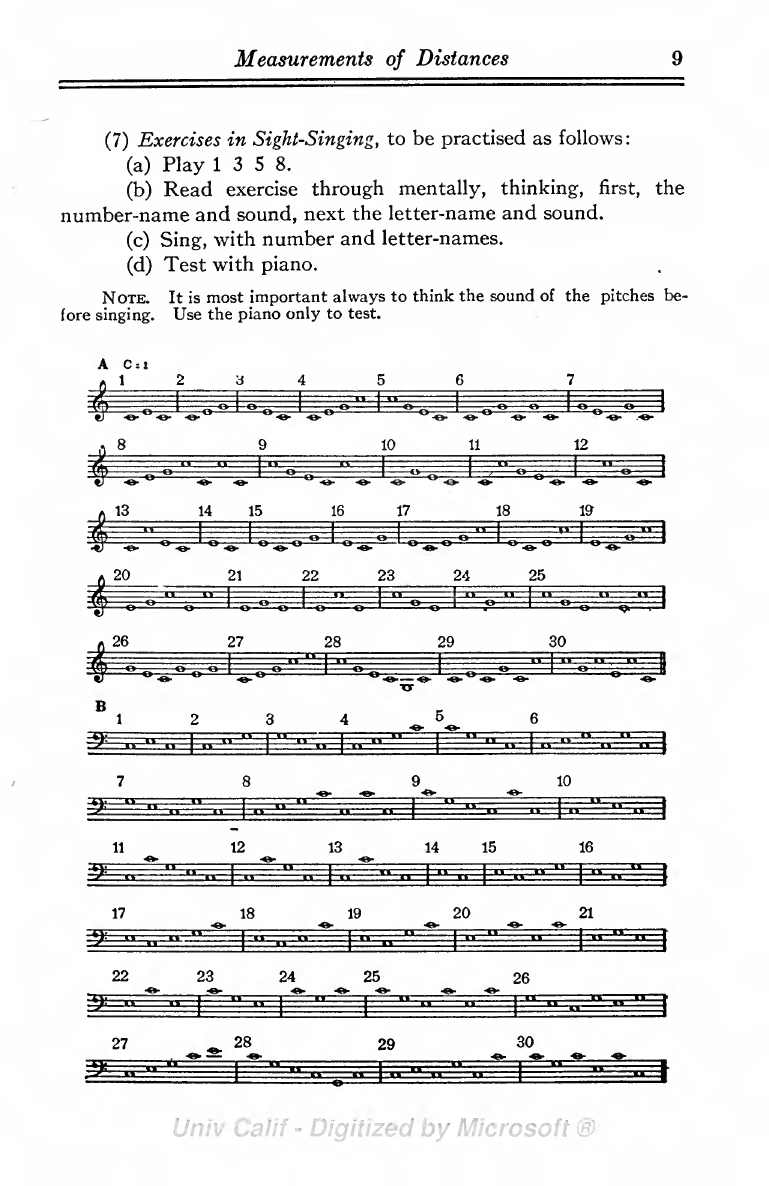 Measurements of Distances 9
(7) Exercises in Sight-Singing, to be practised as follows:
(a) Play 1 3 5 8.
(b) Read exercise through mentally, thinking, first, the
number-name and sound, next the letter-name and sound.
(c) Sing, with number and letter-names.
(d) Test with piano.
NOTE. It is most important always to think the sound of the pitches be-
fore singing. Use the piano only to test.
A C:1
1 2 3 4 5 6 7
8 9 10 11 12
13 14 15 16 17 18 19
20 21 22 23 24 25
26 27 28 29 30
B
1 2 3 4 5 6
7 8 9 10
11 12 13 14 15 16
17 18 19 20 21
22 23 24 25 26
27 28 29 30
Univ Calif - Digitized by Microsoft ®